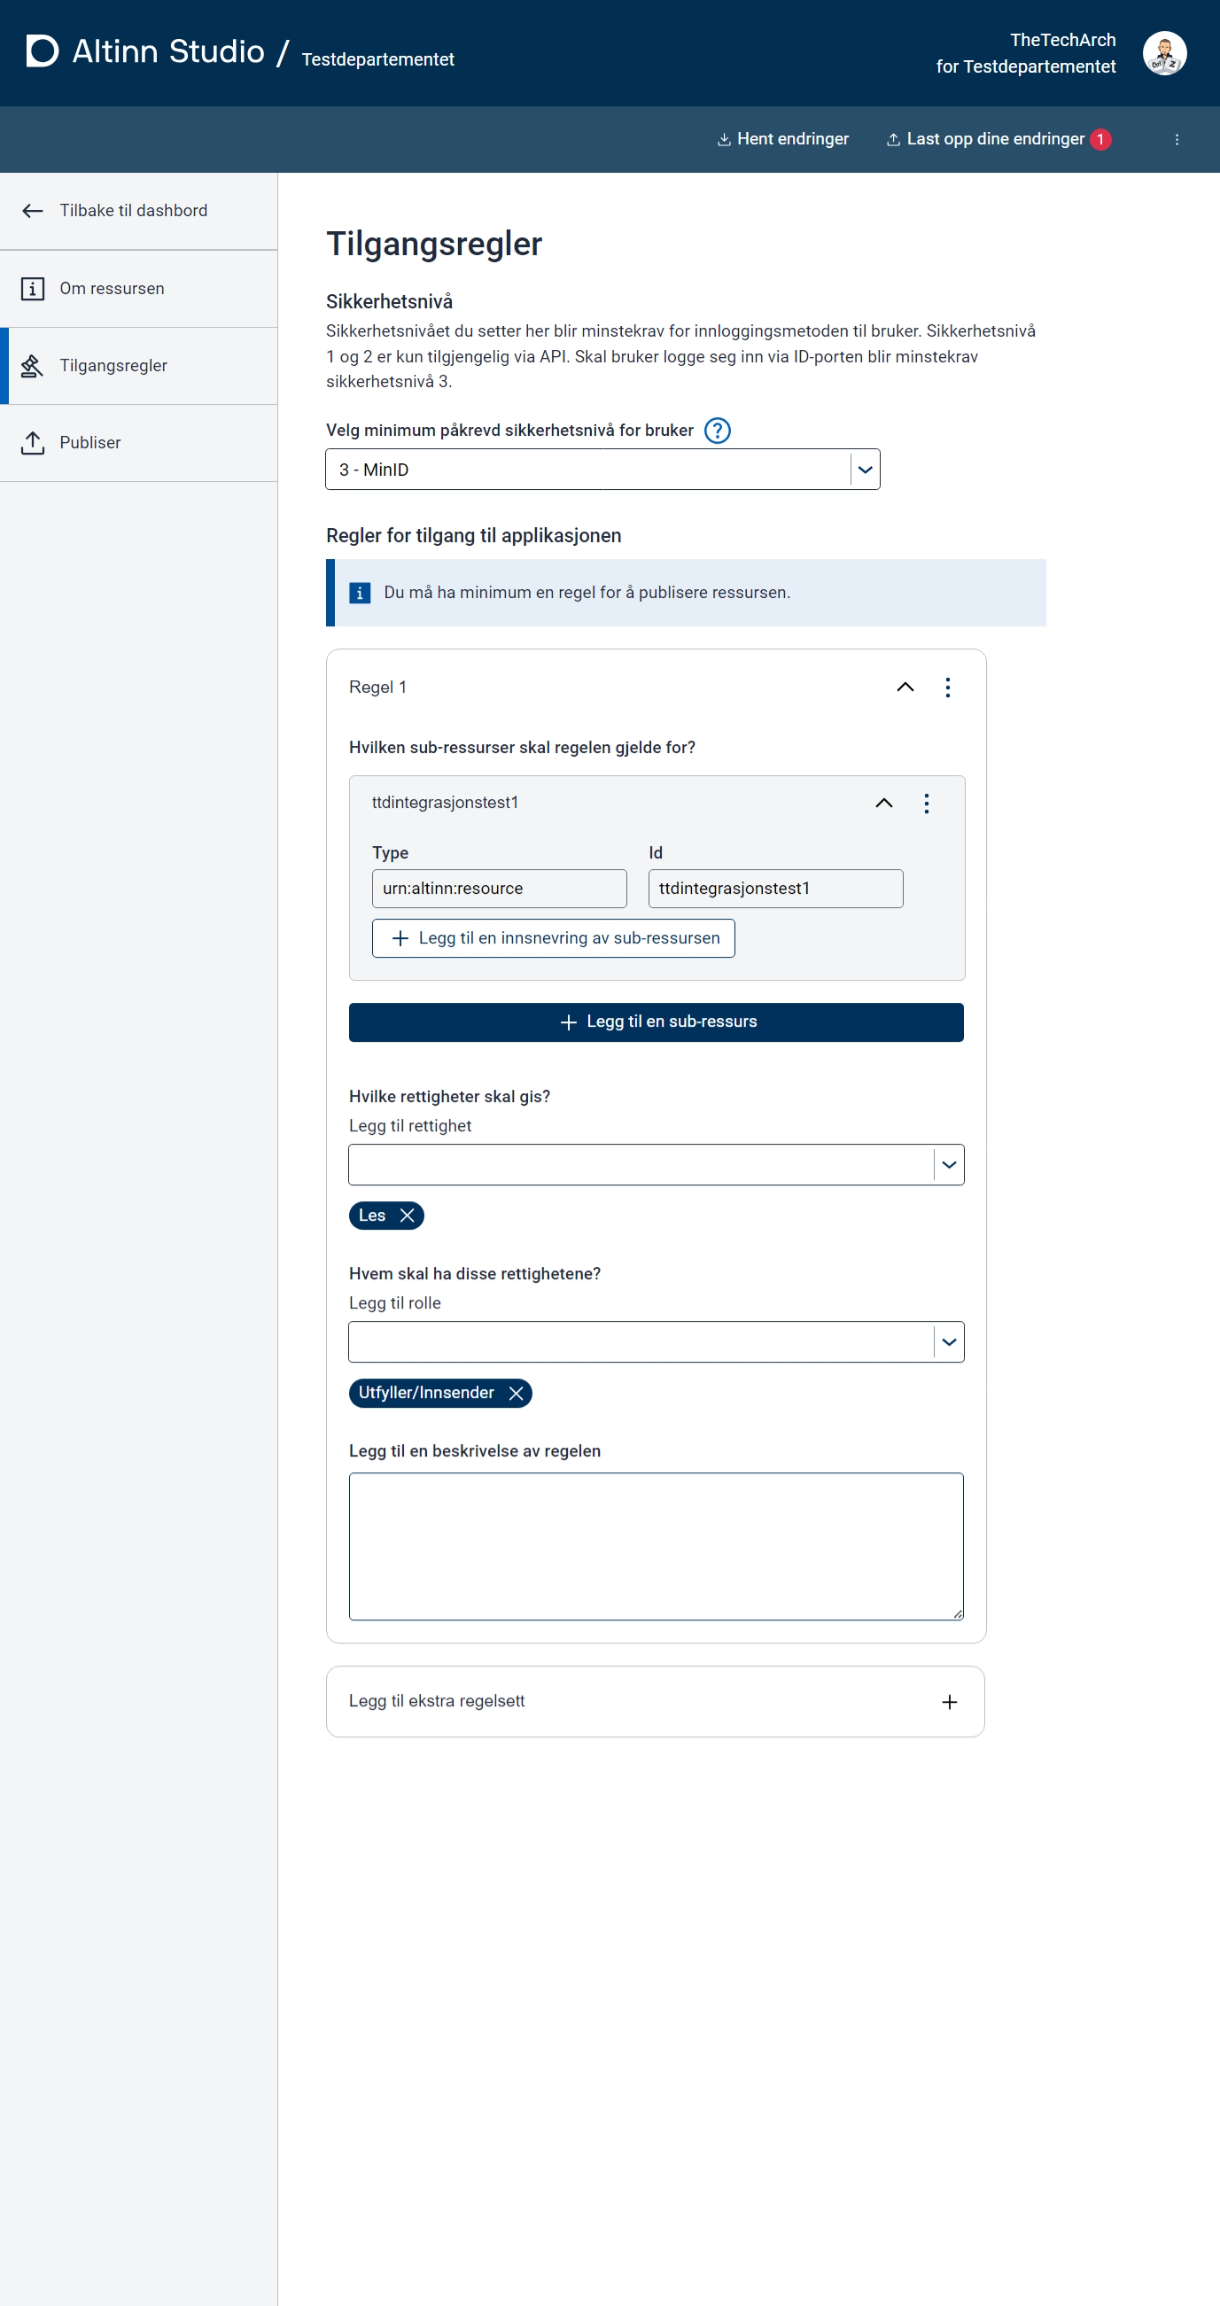 Altinn Studio / Testdepartementet
TheTechArch
for Testdepartementet
Hent endringer
Last opp dine endringer 1
Tilbake til dashbord
Om ressursen
Tilgangsregler
Publiser
Tilgangsregler
Sikkerhetsnivå
Sikkerhetsnivået du setter her blir minstekrav for innloggingsmetoden til bruker. Sikkerhetsnivå
1 og 2 er kun tilgjengelig via API. Skal bruker logge seg inn via ID-porten blir minstekrav
sikkerhetsnivå 3.
Velg minimum påkrevd sikkerhetsnivå for bruker
3 - MinID
Regler for tilgang til applikasjonen
Du må ha minimum en regel for å publisere ressursen.
Regel 1
Hvilken sub-ressurser skal regelen gjelde for?
ttdintegrasjonstest1
Type Id
urn:altinn:resource ttdintegrasjonstest1
Legg til en innsnevring av sub-ressursen
Legg til en sub-ressurs
Hvilke rettigheter skal gis?
Legg til rettighet
Les
Hvem skal ha disse rettighetene?
Legg til rolle
Utfyller/Innsender
Legg til en beskrivelse av regelen
Legg til ekstra regelsett